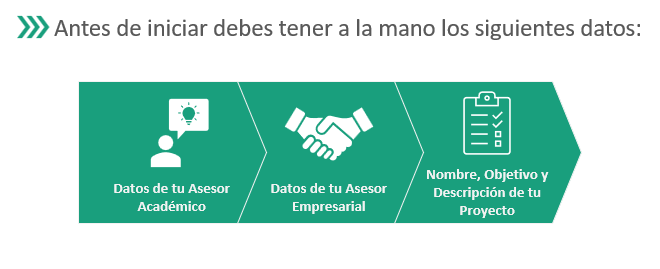 Antes de iniciar debes tener a la mano los siguientes datos:
Datos de tu Asesor
Académico
Datos de tu Asesor
Empresarial
Nombre, Objetivo y
Descripción de tu
Proyecto